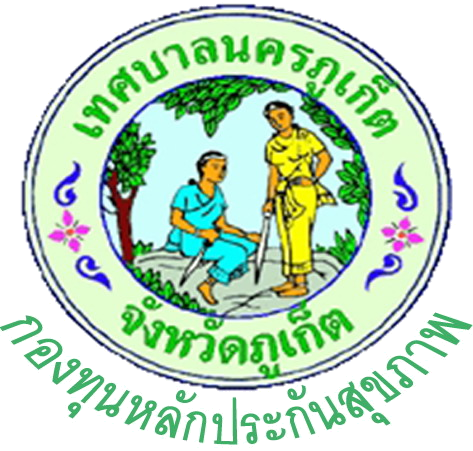 เทศบาลนครภูเก็ต
จังหวัดภูเก็ต
กองทุนหลักประกันสุขภาพ